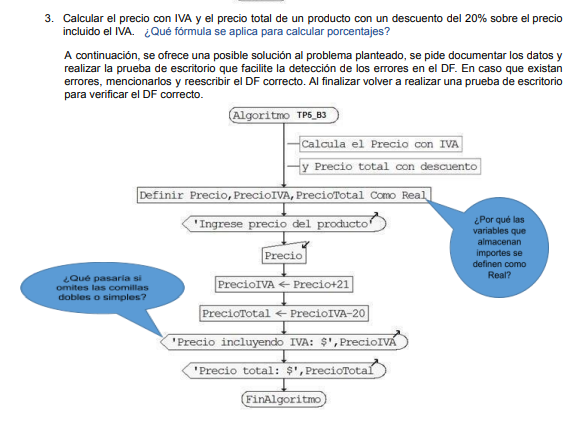 3. Calcular el precio con IVA y el precio total de un producto con un descuento del 20% sobre el precio
incluido el IVA. ¿Qué fórmula se aplica para calcular porcentajes?
A continuación, se ofrece una posible solución al problema planteado, se pide documentar los datos y
realizar la prueba de escritorio que facilite la detección de los errores en el DF. En caso que existan
errores, mencionarlos y reescribir el DF correcto. Al finalizar volver a realizar una prueba de escritorio
para verificar el DF correcto.
Algoritmo TP5_B3
Calcula el Precio con IVA
y Precio total con descuento
Definir Precio,PrecioIVA,PrecioTotal Como Real
'Ingrese precio del producto'
¿Por qué las
variables que
almacenan
importes se
definen como
Real?
Precio
¿Qué pasaría si
omites las comillas
dobles o simples?
PrecioIVA ← Precio+21
PrecioTotal ← PrecioIVA-20
'Precio incluyendo IVA: $',PrecioIVA
'Precio total: $',PrecioTotal
FinAlgoritmo